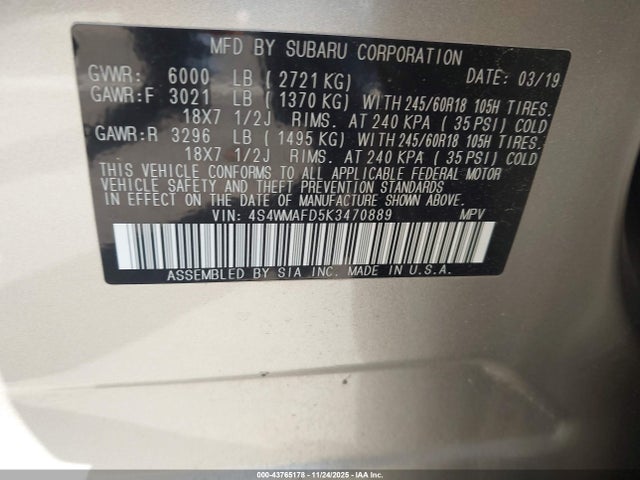 MFD BY SUBARU CORPORATION
GVWR: 6000 LB ( 2721 KG) DATE: 03/19
GAWR:F 3021 LB ( 1370 KG) WITH 245/60R18 105H TIRES.
18X7 1/2J RIMS. AT 240 KPA ( 35 PSI) COLD
GAWR:R 3296 LB ( 1495 KG) WITH 245/60R18 105H TIRES.
18X7 1/2J RIMS. AT 240 KPA ( 35 PSI) COLD
THIS VEHICLE CONFORMS TO ALL APPLICABLE FEDERAL MOTOR
VEHICLE SAFETY AND THEFT PREVENTION STANDARDS
IN EFFECT ON THE DATE OF MANUFACTURE SHOWN ABOVE.
VIN: 4S4WMAFD5K3470889 MPV
ASSEMBLED BY SIA INC. MADE IN U.S.A.
000-43765178 - 11/24/2025 - IAA Inc.